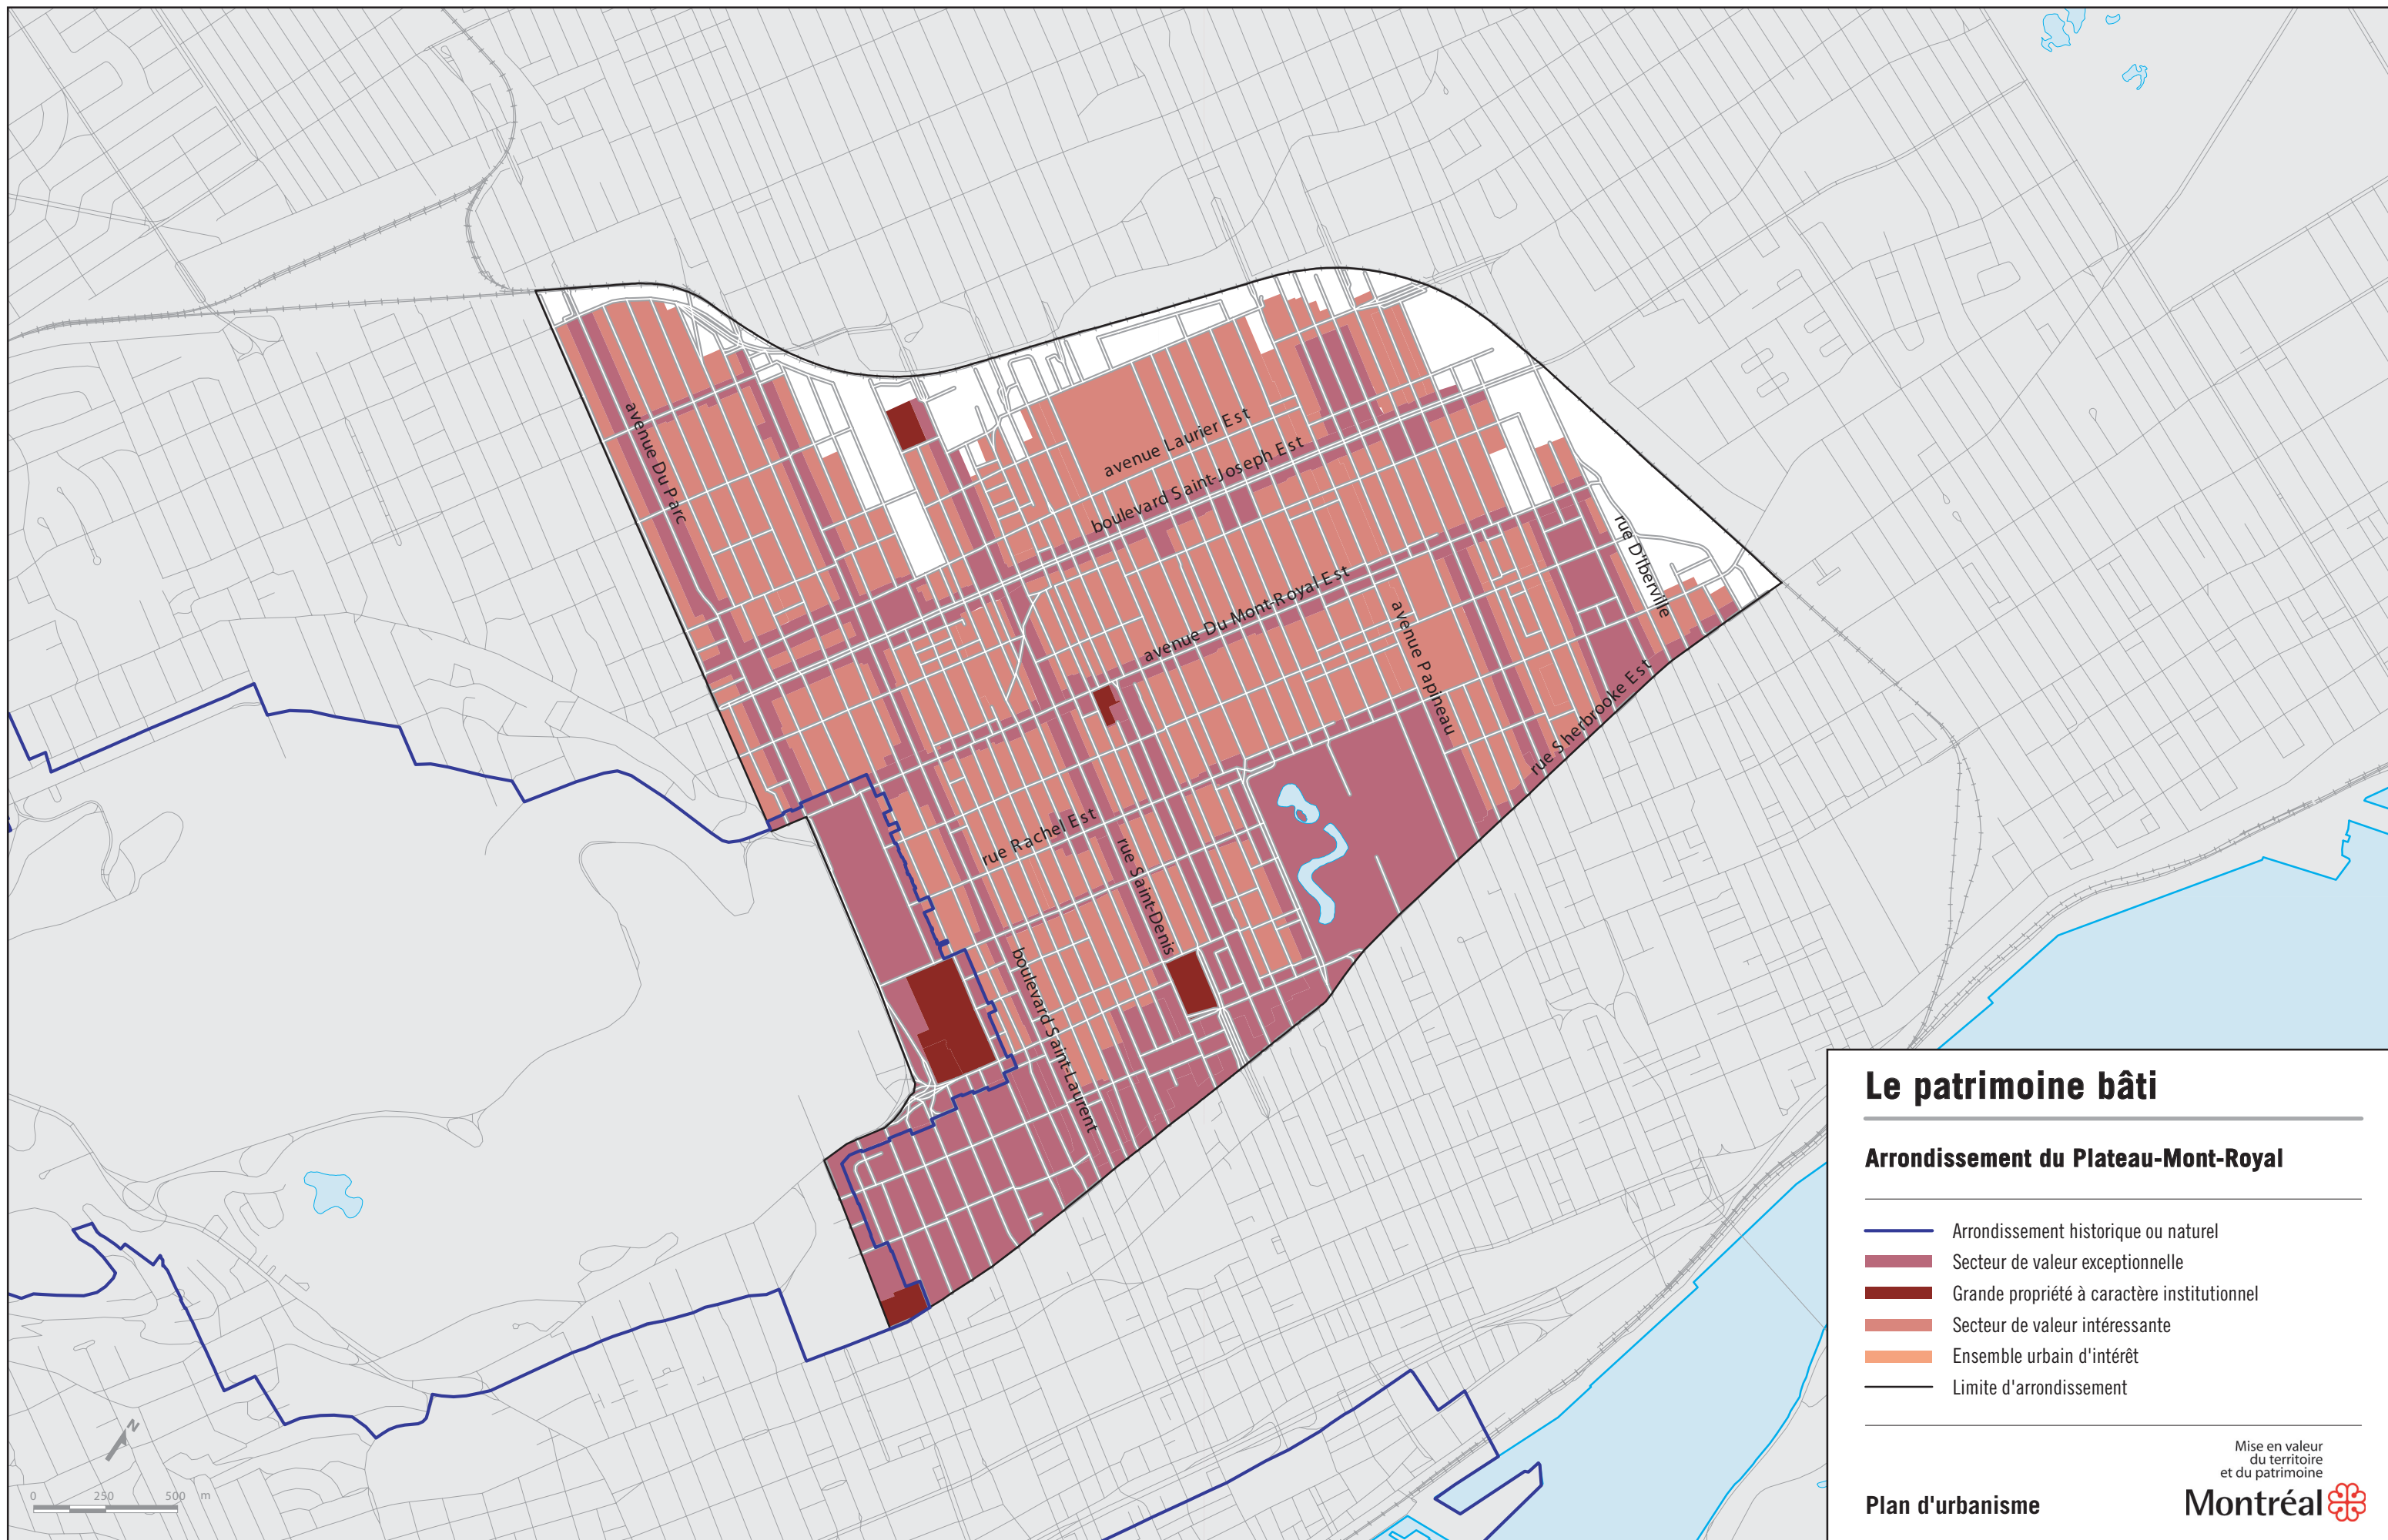 avenue Du Parc
avenue Laurier Est
boulevard Saint-Joseph Est
avenue Du Mont-Royal Est
rue D'Iberville
avenue Papineau
rue Sherbrooke Est
rue Rachel Est
rue Saint-Denis
boulevard Saint-Laurent
N
0 250 500 m
Le patrimoine bâti
Arrondissement du Plateau-Mont-Royal
Arrondissement historique ou naturel
Secteur de valeur exceptionnelle
Grande propriété à caractère institutionnel
Secteur de valeur intéressante
Ensemble urbain d'intérêt
Limite d'arrondissement
Mise en valeur
du territoire
et du patrimoine
Plan d'urbanisme
Montréal